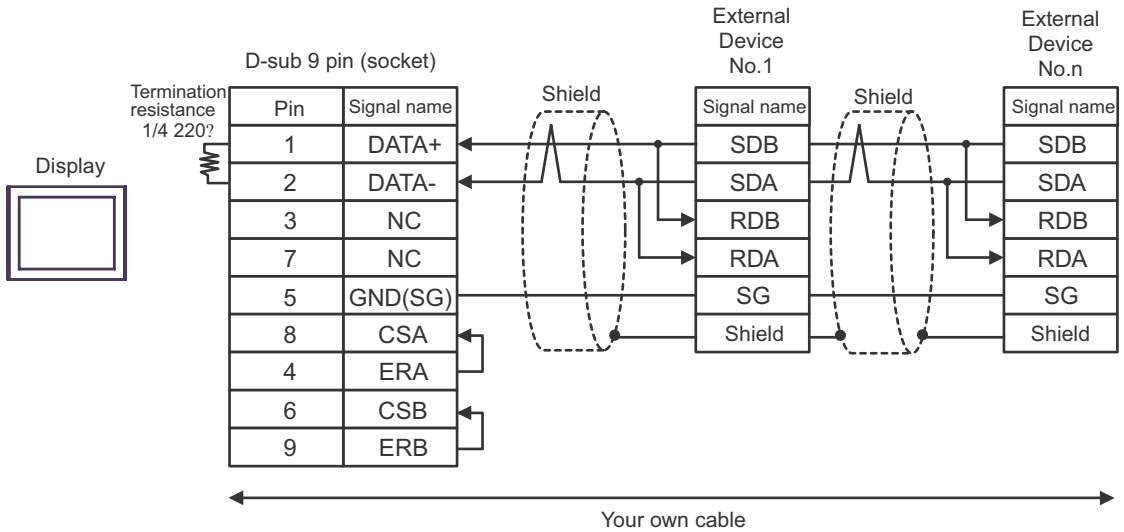 External
Device
No.1
External
Device
No.n
D-sub 9 pin (socket)
Termination
resistance
1/4 220?
Display
Shield
Shield
Pin Signal name
1 DATA+
2 DATA-
3 NC
7 NC
5 GND(SG)
8 CSA
4 ERA
6 CSB
9 ERB
Signal name
SDB
SDA
RDB
RDA
SG
Shield
Signal name
SDB
SDA
RDB
RDA
SG
Shield
Your own cable